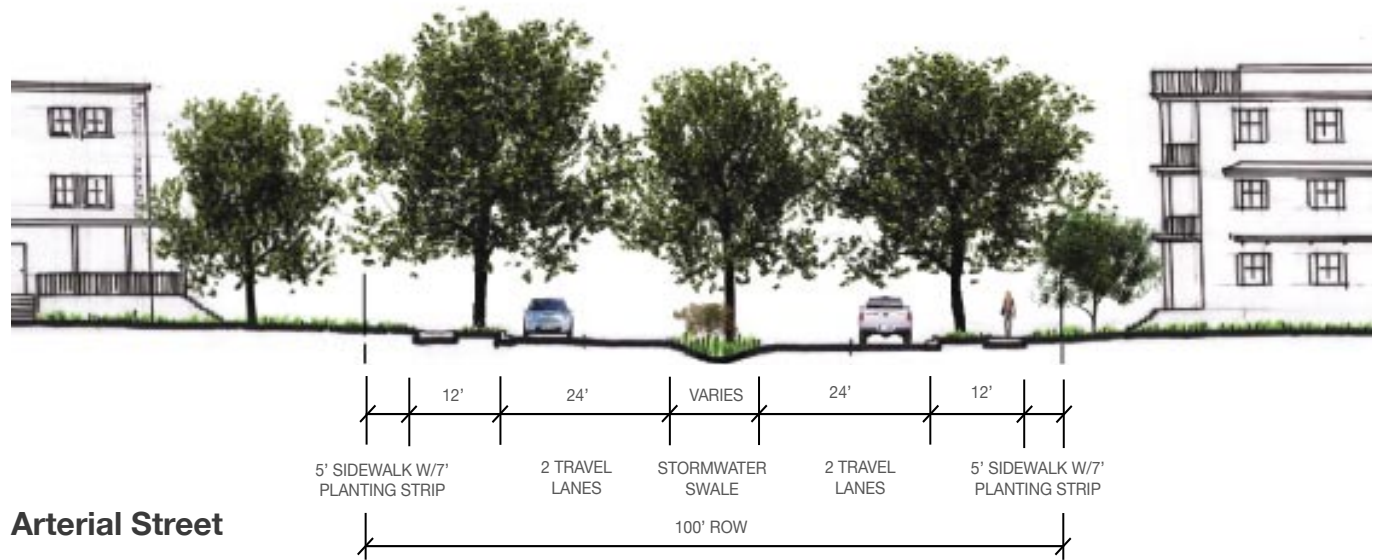 12’ 24’ VARIES 24’ 12’
5’ SIDEWALK W/7’
PLANTING STRIP
2 TRAVEL
LANES
STORMWATER
SWALE
2 TRAVEL
LANES
5’ SIDEWALK W/7’
PLANTING STRIP
Arterial Street
100’ ROW